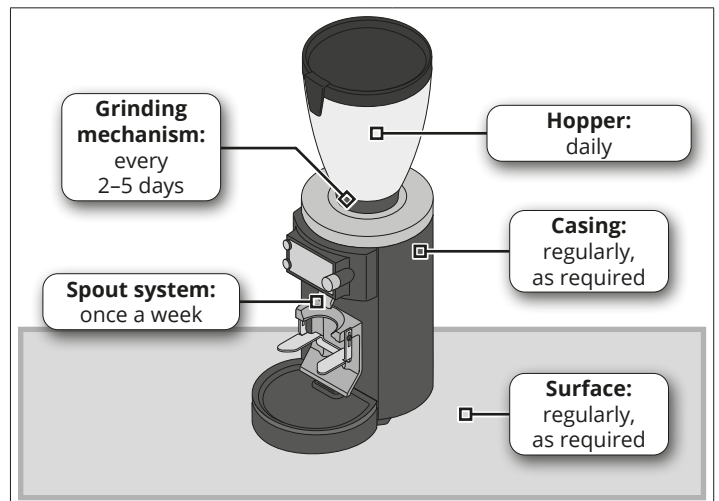 Grinding
mechanism:
every
2–5 days
Hopper:
daily
Casing:
regularly,
as required
Spout system:
once a week
Surface:
regularly,
as required